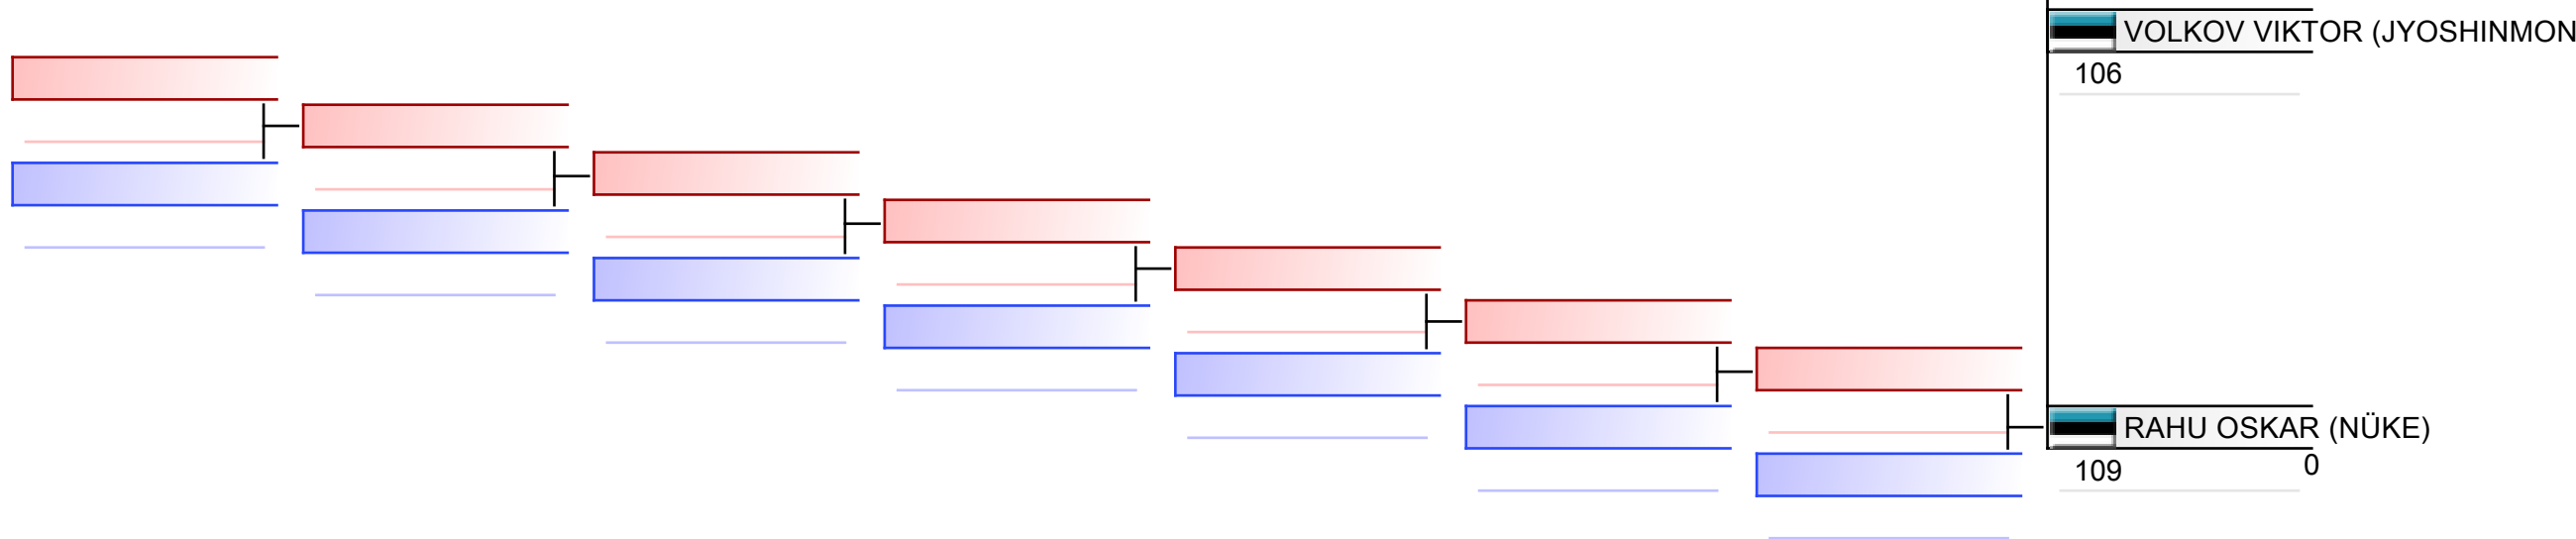 VOLKOV VIKTOR (JYOSHINMON
106
RAHU OSKAR (NÜKE)
109 0